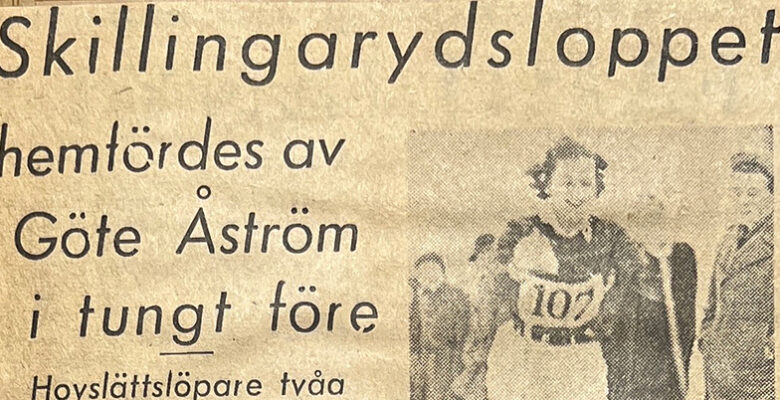 Skillingarydsloppet
hemfördes av
Göte Åström
i tungt före
Hovslättslöpare tvåa
107